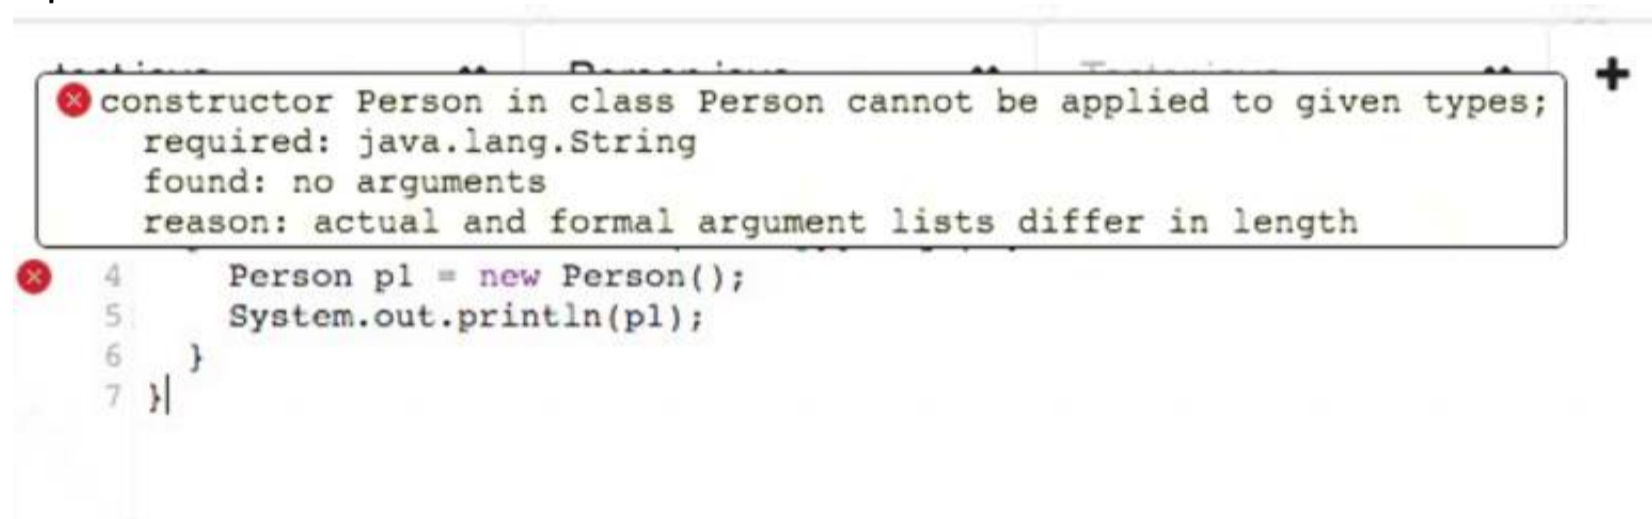 constructor Person in class Person cannot be applied to given types;
required: java.lang.String
found: no arguments
reason: actual and formal argument lists differ in length
4 Person p1 = new Person();
5 System.out.println(p1);
6 }
7 }